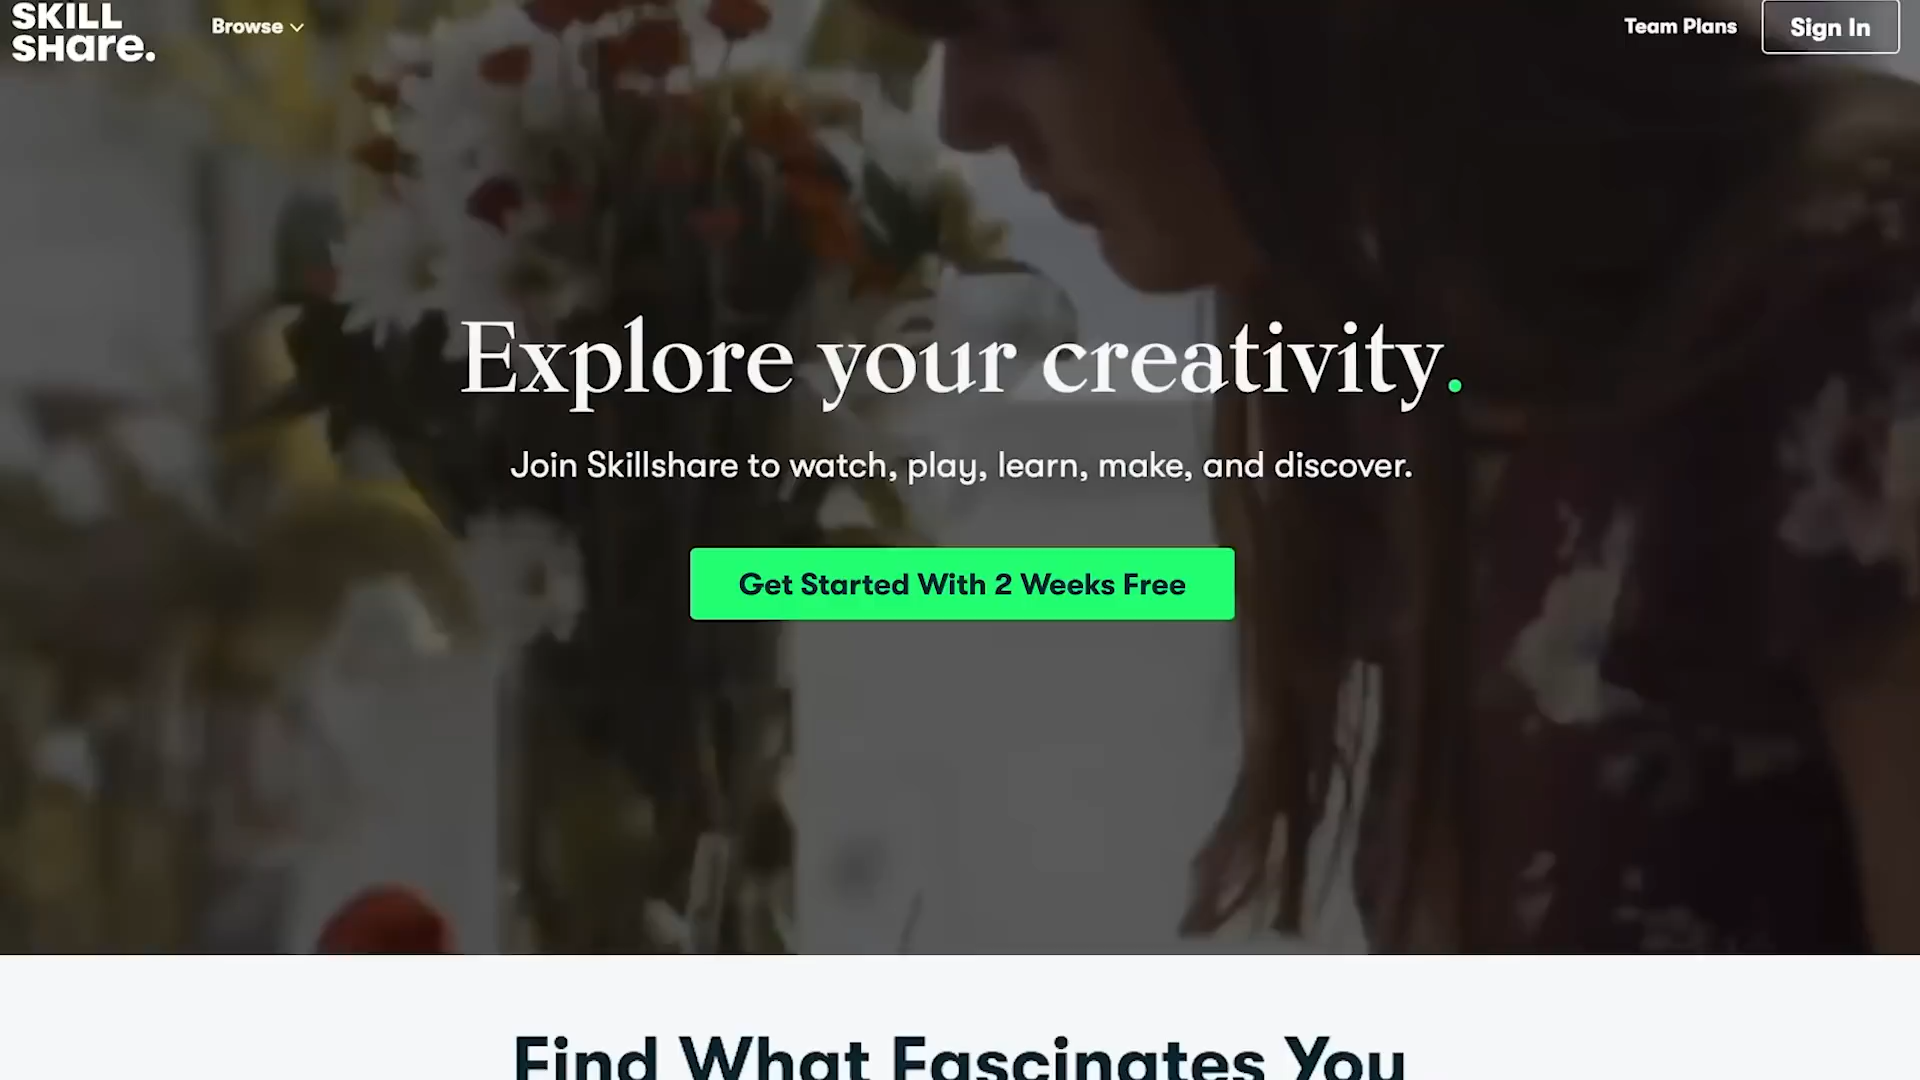 SKILL
SHare.
Browse
Team Plans
Sign In
Explore your creativity.
Join Skillshare to watch, play, learn, make, and discover.
Get Started With 2 Weeks Free
Find What Fascinates You